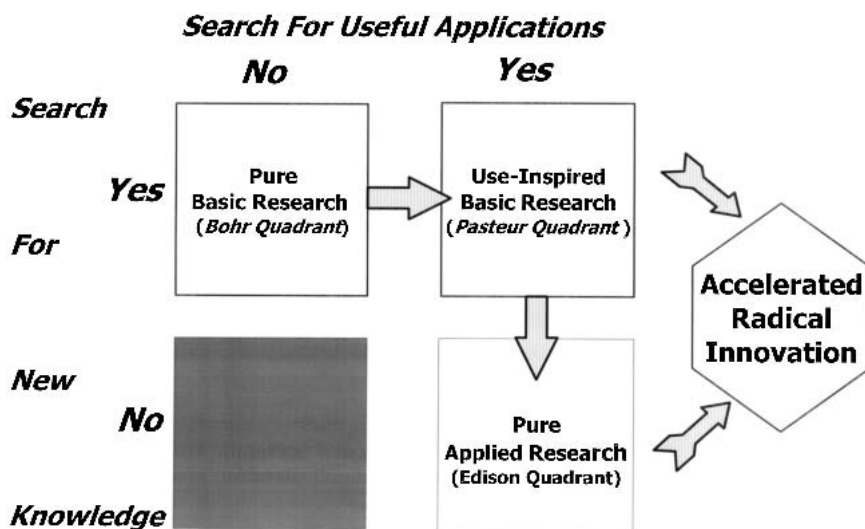 Search For Useful Applications
No
Yes
Search
Yes
For
New
No
Knowledge
Pure
Basic Research
(Bohr Quadrant)
Use-Inspired
Basic Research
(Pasteur Quadrant )
Pure
Applied Research
(Edison Quadrant)
Accelerated
Radical
Innovation